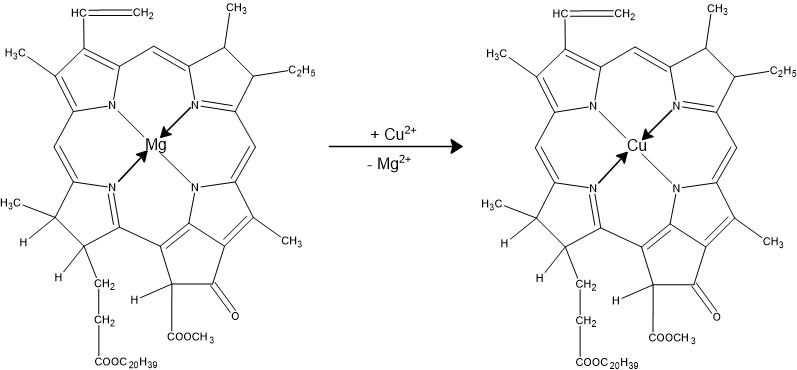 HC CH₂
CH₃
H₃C
C₂H₅
N
N
Mg
N
N
H₃C
H
H
CH₃
CH₂
H
O
CH₂
COOCH₃
COOC₂₀H₃₉
+ Cu²⁺
- Mg²⁺
HC CH₂
CH₃
H₃C
C₂H₅
N
N
Cu
N
N
H₃C
H
H
CH₃
CH₂
H
O
CH₂
COOCH₃
COOC₂₀H₃₉